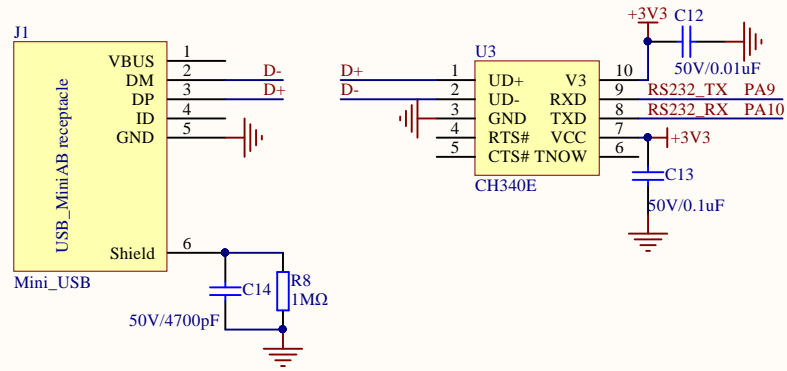 J1
USB_Mini AB receptacle
VBUS 1
DM 2 D-
DP 3 D+
ID 4
GND 5
Shield 6
Mini_USB
C14
50V/4700pF
R8
1MΩ
U3
D+ 1 UD+
D- 2 UD-
3 GND
4 RTS#
5 CTS#
V3 10
RXD 9 RS232_TX PA9
TXD 8 RS232_RX PA10
VCC 7 +3V3
TNOW 6
CH340E
+3V3
C12
50V/0.01uF
C13
50V/0.1uF